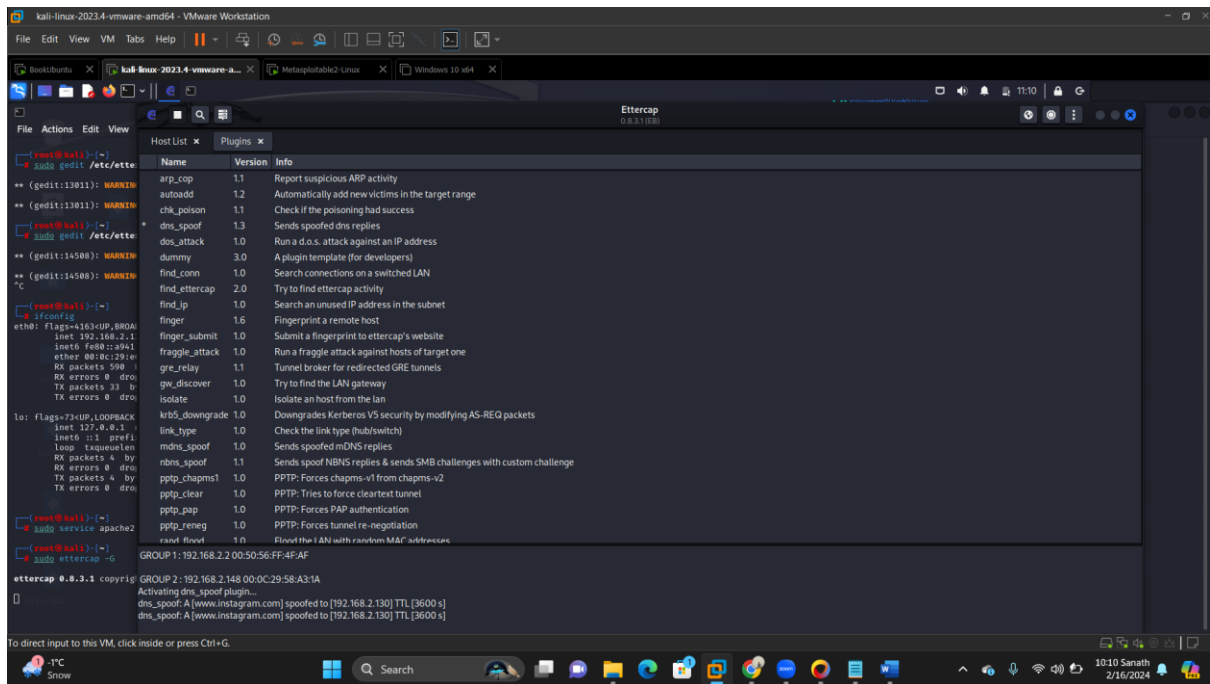 kali-linux-2023.4-vmware-amd64 - VMware Workstation
File Edit View VM Tabs Help
BookUbuntu kali-linux-2023.4-vmware-a... Metasploitable2-Linux Windows 10 x64
11:10
Ettercap
0.8.3.1 (EB)
File Actions Edit View
Host List Plugins
Name Version Info
arp_cop 1.1 Report suspicious ARP activity
autoadd 1.2 Automatically add new victims in the target range
chk_poison 1.1 Check if the poisoning had success
* dns_spoof 1.3 Sends spoofed dns replies
dos_attack 1.0 Run a d.o.s. attack against an IP address
dummy 3.0 A plugin template (for developers)
find_conn 1.0 Search connections on a switched LAN
find_ettercap 2.0 Try to find ettercap activity
find_ip 1.0 Search an unused IP address in the subnet
finger 1.6 Fingerprint a remote host
finger_submit 1.0 Submit a fingerprint to ettercap's website
fraggle_attack 1.0 Run a fraggle attack against hosts of target one
gre_relay 1.1 Tunnel broker for redirected GRE tunnels
gw_discover 1.0 Try to find the LAN gateway
isolate 1.0 Isolate an host from the lan
krb5_downgrade 1.0 Downgrades Kerberos V5 security by modifying AS-REQ packets
link_type 1.0 Check the link type (hub/switch)
mdns_spoof 1.0 Sends spoofed mDNS replies
nbns_spoof 1.1 Sends spoof NBNS replies & sends SMB challenges with custom challenge
pptp_chapms1 1.0 PPTP: Forces chapms-v1 from chapms-v2
pptp_clear 1.0 PPTP: Tries to force cleartext tunnel
pptp_pap 1.0 PPTP: Forces PAP authentication
pptp_reneg 1.0 PPTP: Forces tunnel re-negotiation
rand_flood 1.0 Flood the LAN with random MAC addresses
GROUP 1 : 192.168.2.2 00:50:56:FF:4F:AF
GROUP 2 : 192.168.2.148 00:0C:29:58:A3:1A
Activating dns_spoof plugin...
dns_spoof: A [www.instagram.com] spoofed to [192.168.2.130] TTL [3600 s]
dns_spoof: A [www.instagram.com] spoofed to [192.168.2.130] TTL [3600 s]
(root@kali)-[~]
# sudo gedit /etc/ette
** (gedit:13011): WARNIN
** (gedit:13011): WARNIN
(root@kali)-[~]
# sudo gedit /etc/ette
** (gedit:14508): WARNIN
** (gedit:14508): WARNIN
^C
(root@kali)-[~]
# ifconfig
eth0: flags=4163<UP,BROA
inet 192.168.2.1
inet6 fe80::a941
ether 00:0c:29:e
RX packets 590
RX errors 0 dro
TX packets 33 b
TX errors 0 dro
lo: flags=73<UP,LOOPBACK
inet 127.0.0.1
inet6 ::1 prefi
loop txqueuelen
RX packets 4 by
RX errors 0 dro
TX packets 4 by
TX errors 0 dro
(root@kali)-[~]
# sudo service apache2
(root@kali)-[~]
# sudo ettercap -G
ettercap 0.8.3.1 copyrig
To direct input to this VM, click inside or press Ctrl+G.
1
-1°C
Snow
Search
10:10 Sanath
2/16/2024